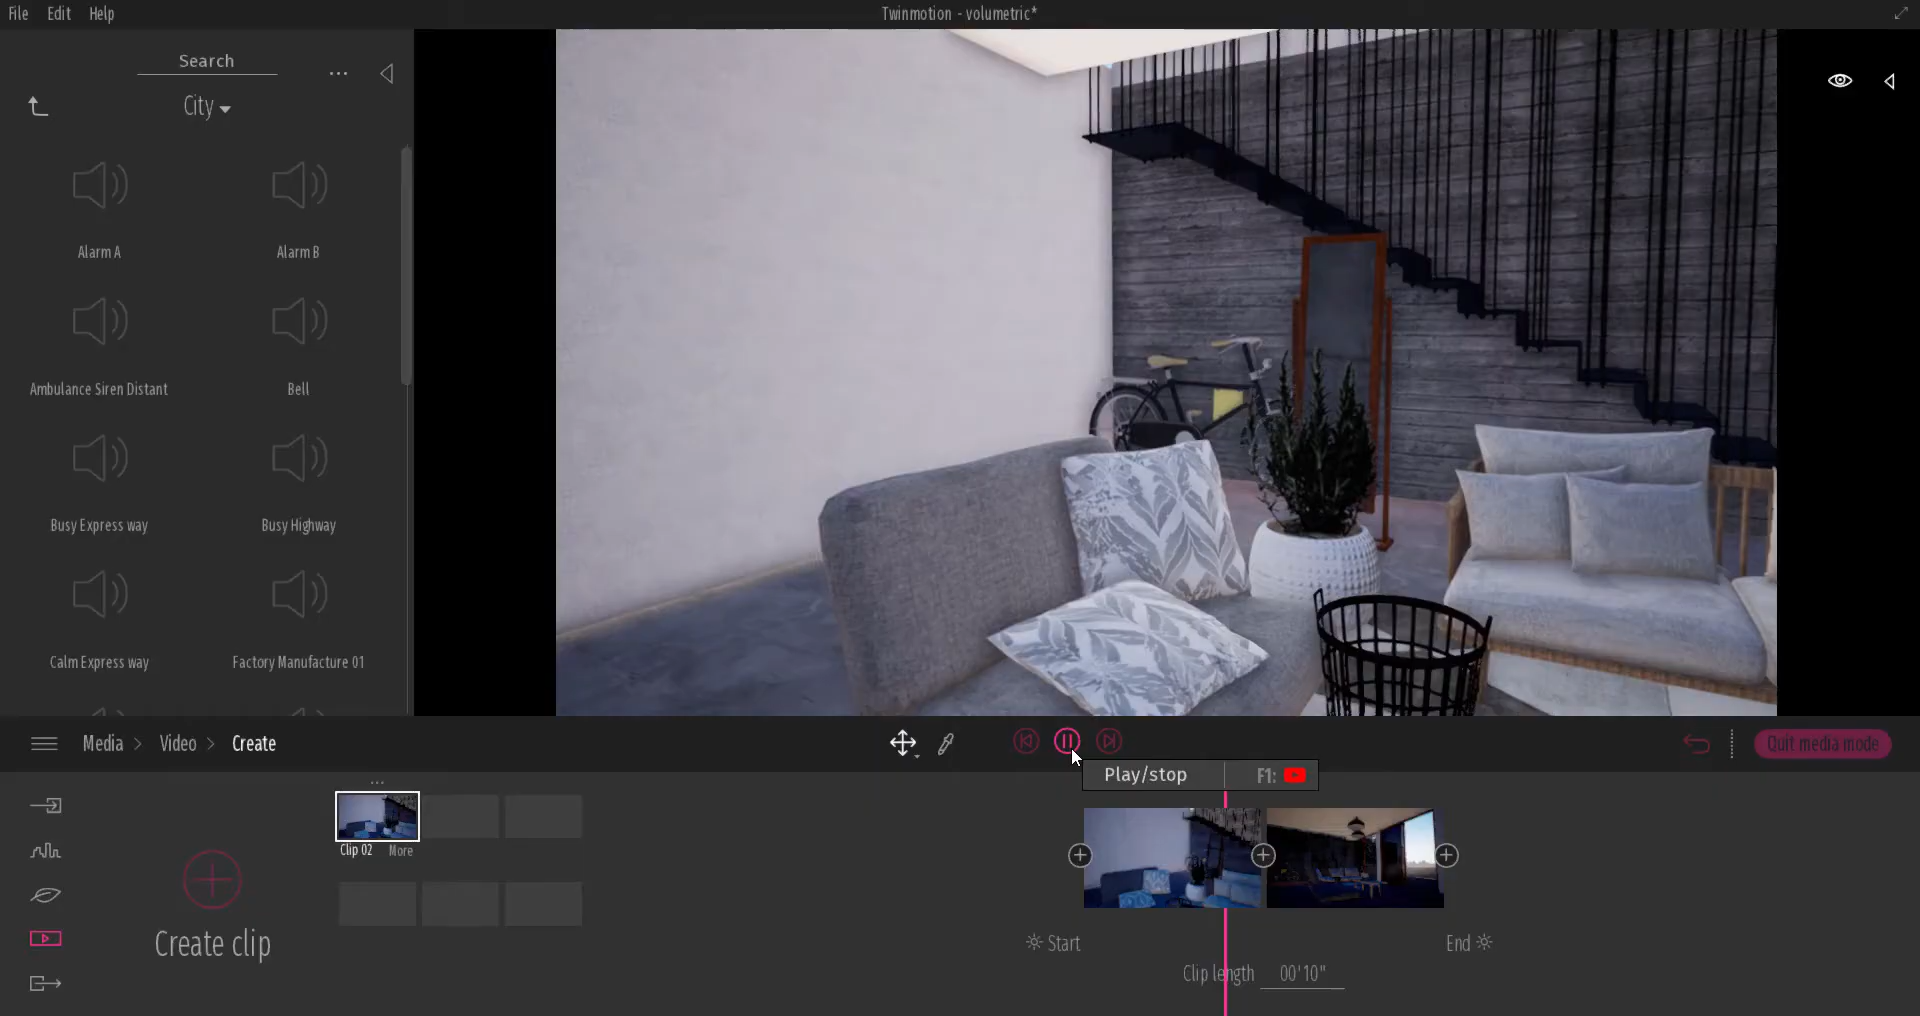 File Edit Help
Twinmotion - volumetric*
Search
City
Alarm A
Alarm B
Ambulance Siren Distant
Bell
Busy Express way
Busy Highway
Calm Express way
Factory Manufacture 01
Media > Video > Create
Quit media mode
Play/stop
F1:
Clip 02
More
Create clip
Start
End
Clip length
00'10"